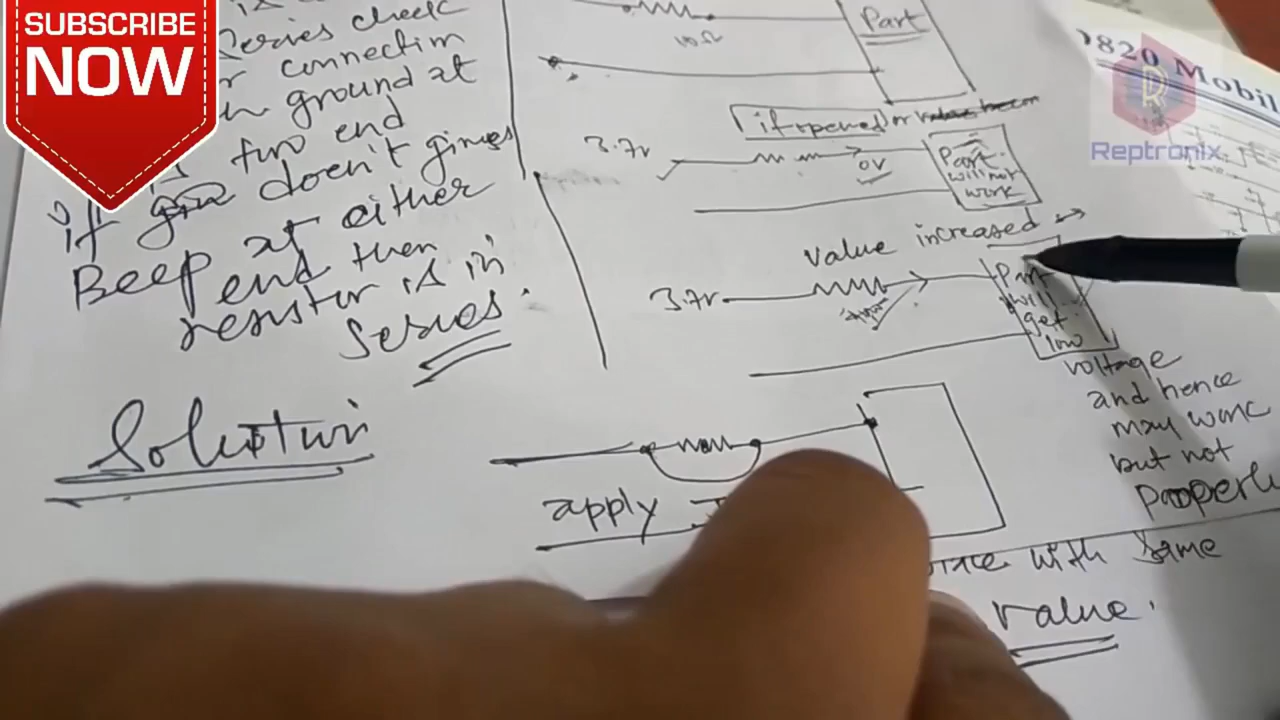 SUBSCRIBE
NOW
series check
connection
ground at
two end
if doesn't gives
Beep at either
end then
resistor is in
series.
Solution
apply
10Ω
Part
if opened or
3.7v
0v
Part
will not
work
value increased
3.7v
Part
will
get
low
voltage
and hence
may work
but not
with same
value.
0820 Mobil
R
Reptronix